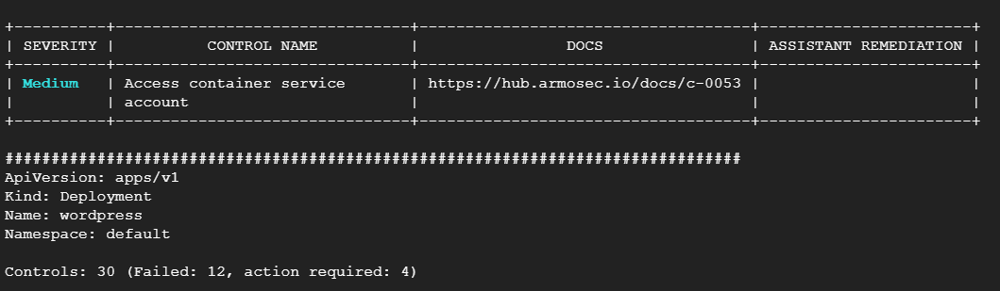 +----------+--------------------------------+------------------------------------+-----------------------+
| SEVERITY |          CONTROL NAME          |                DOCS                | ASSISTANT REMEDIATION |
+----------+--------------------------------+------------------------------------+-----------------------+
| Medium   | Access container service       | https://hub.armosec.io/docs/c-0053 |                       |
|          | account                        |                                    |                       |
+----------+--------------------------------+------------------------------------+-----------------------+
################################################################################
ApiVersion: apps/v1
Kind: Deployment
Name: wordpress
Namespace: default
Controls: 30 (Failed: 12, action required: 4)